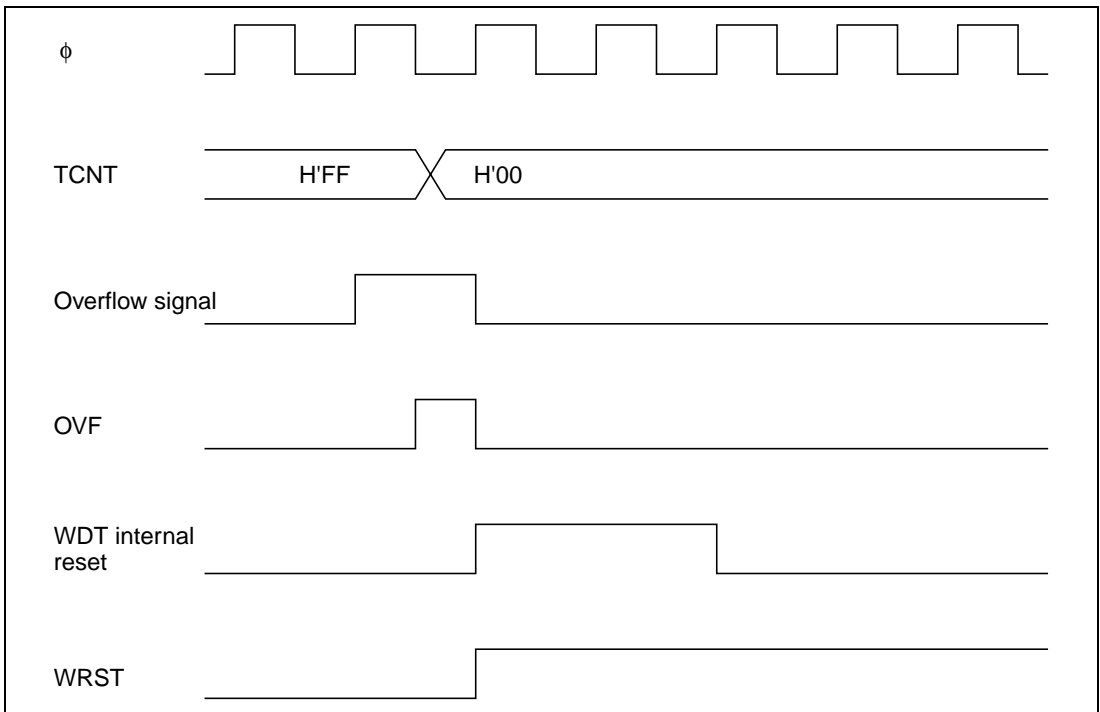 φ
TCNT
H'FF
H'00
Overflow signal
OVF
WDT internal
reset
WRST